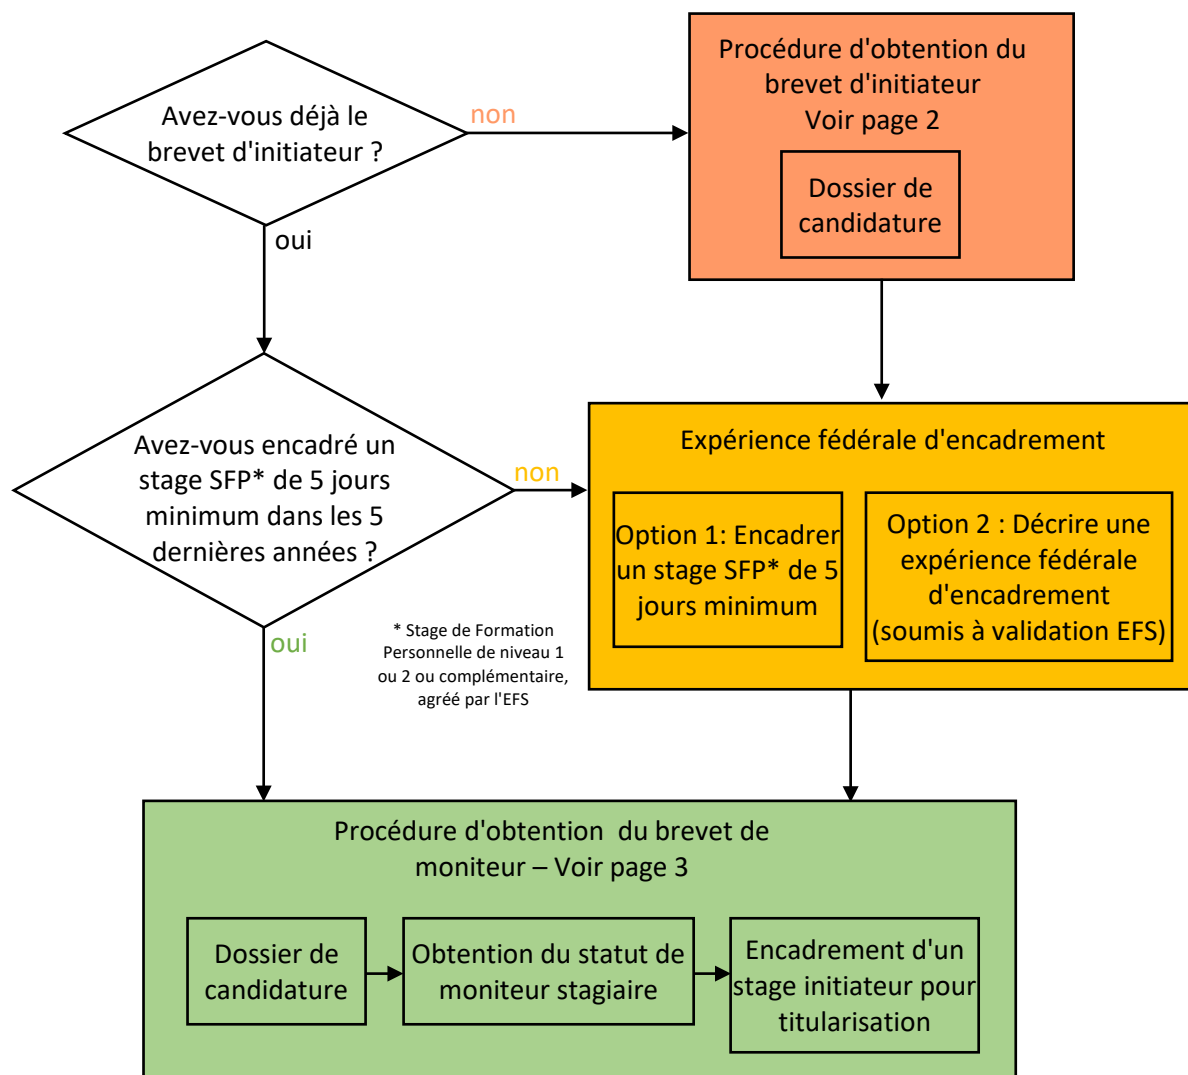 Avez-vous déjà le
brevet d'initiateur ?
non
Procédure d'obtention du
brevet d'initiateur
Voir page 2
Dossier de
candidature
oui
Avez-vous encadré un
stage SFP* de 5 jours
minimum dans les 5
dernières années ?
non
Expérience fédérale d'encadrement
Option 1: Encadrer
un stage SFP* de 5
jours minimum
Option 2 : Décrire une
expérience fédérale
d'encadrement
(soumis à validation EFS)
oui
* Stage de Formation
Personnelle de niveau 1
ou 2 ou complémentaire,
agréé par l'EFS
Procédure d'obtention  du brevet de
moniteur – Voir page 3
Dossier de
candidature
Obtention du statut de
moniteur stagiaire
Encadrement d'un
stage initiateur pour
titularisation